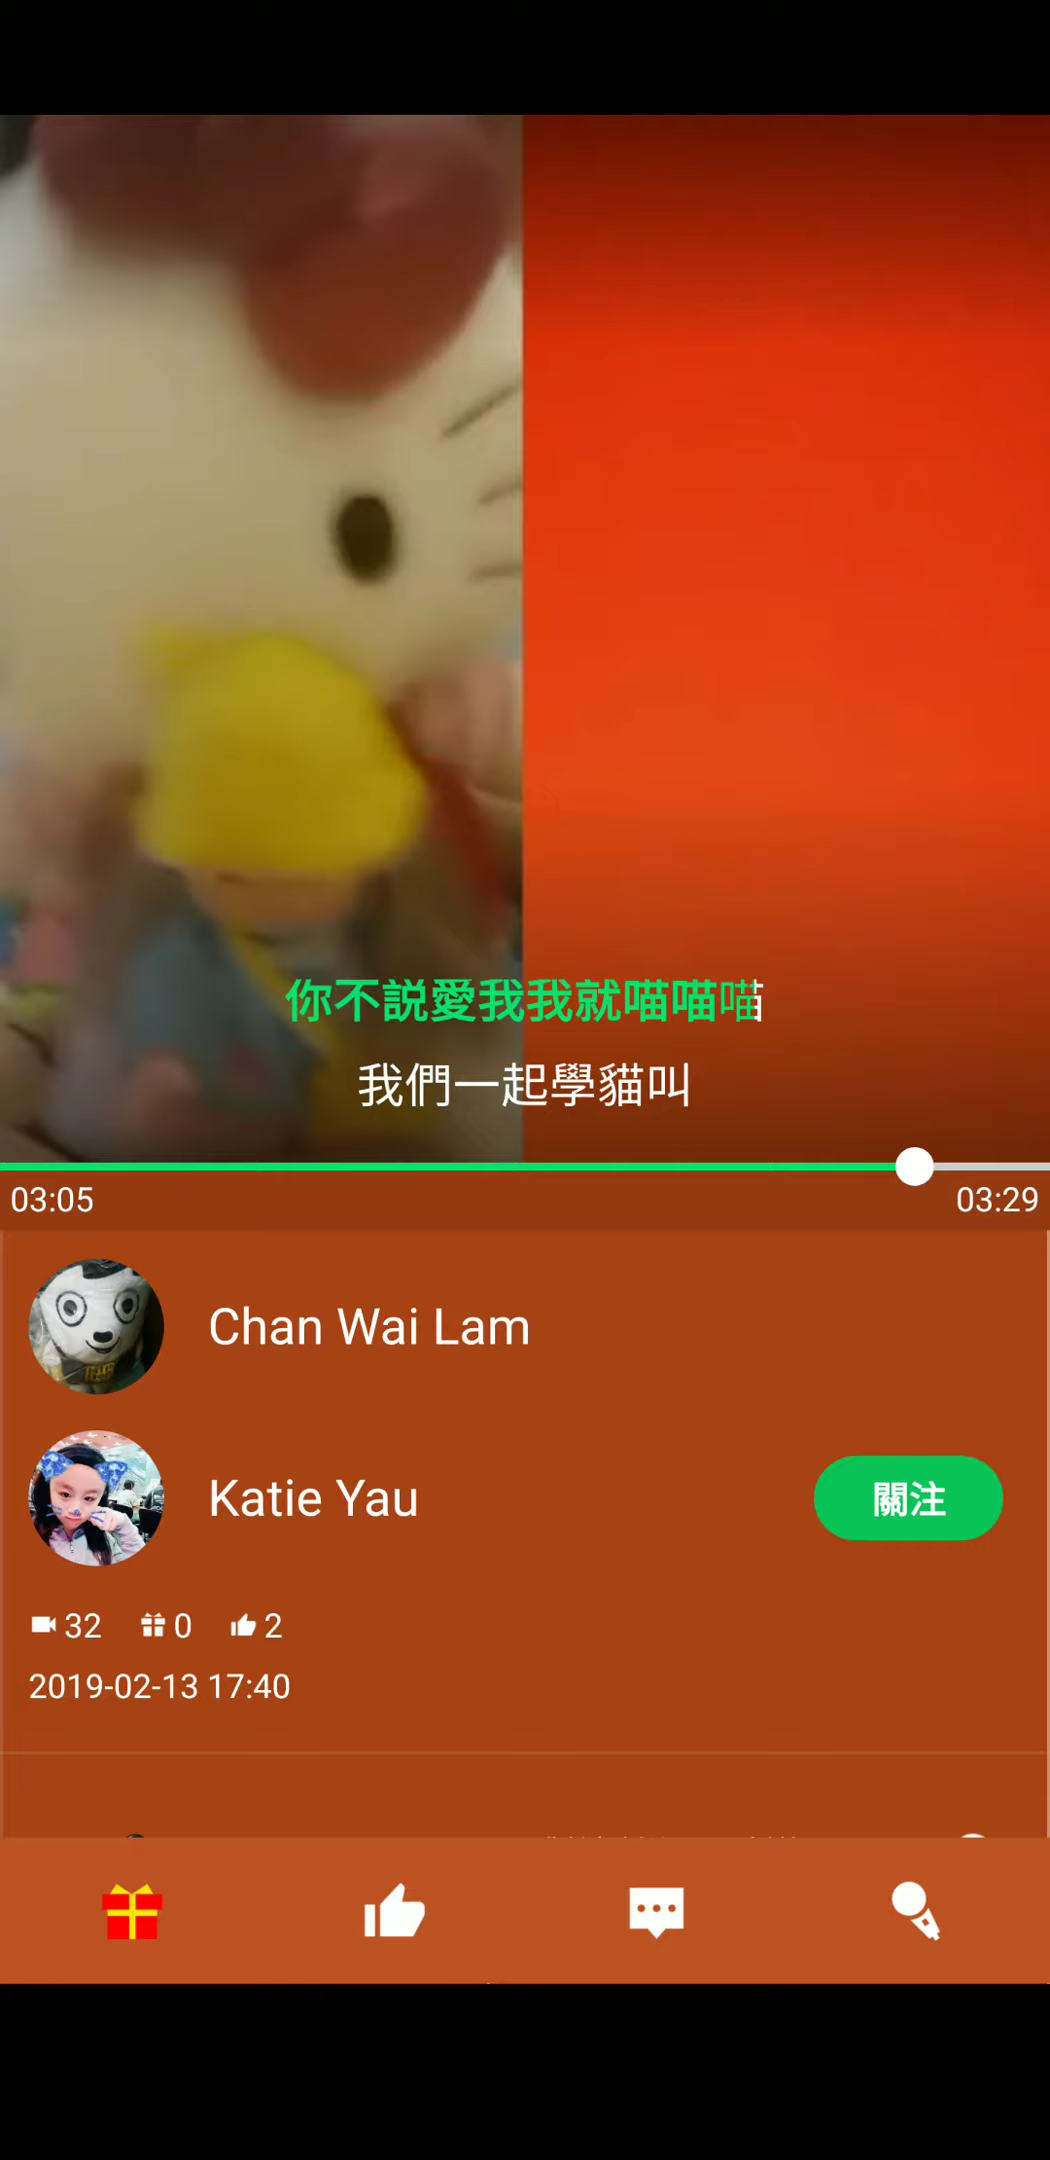 你不説愛我我就喵喵喵
我們一起學貓叫
03:05 03:29
Chan Wai Lam
Katie Yau 關注
32 0 2
2019-02-13 17:40